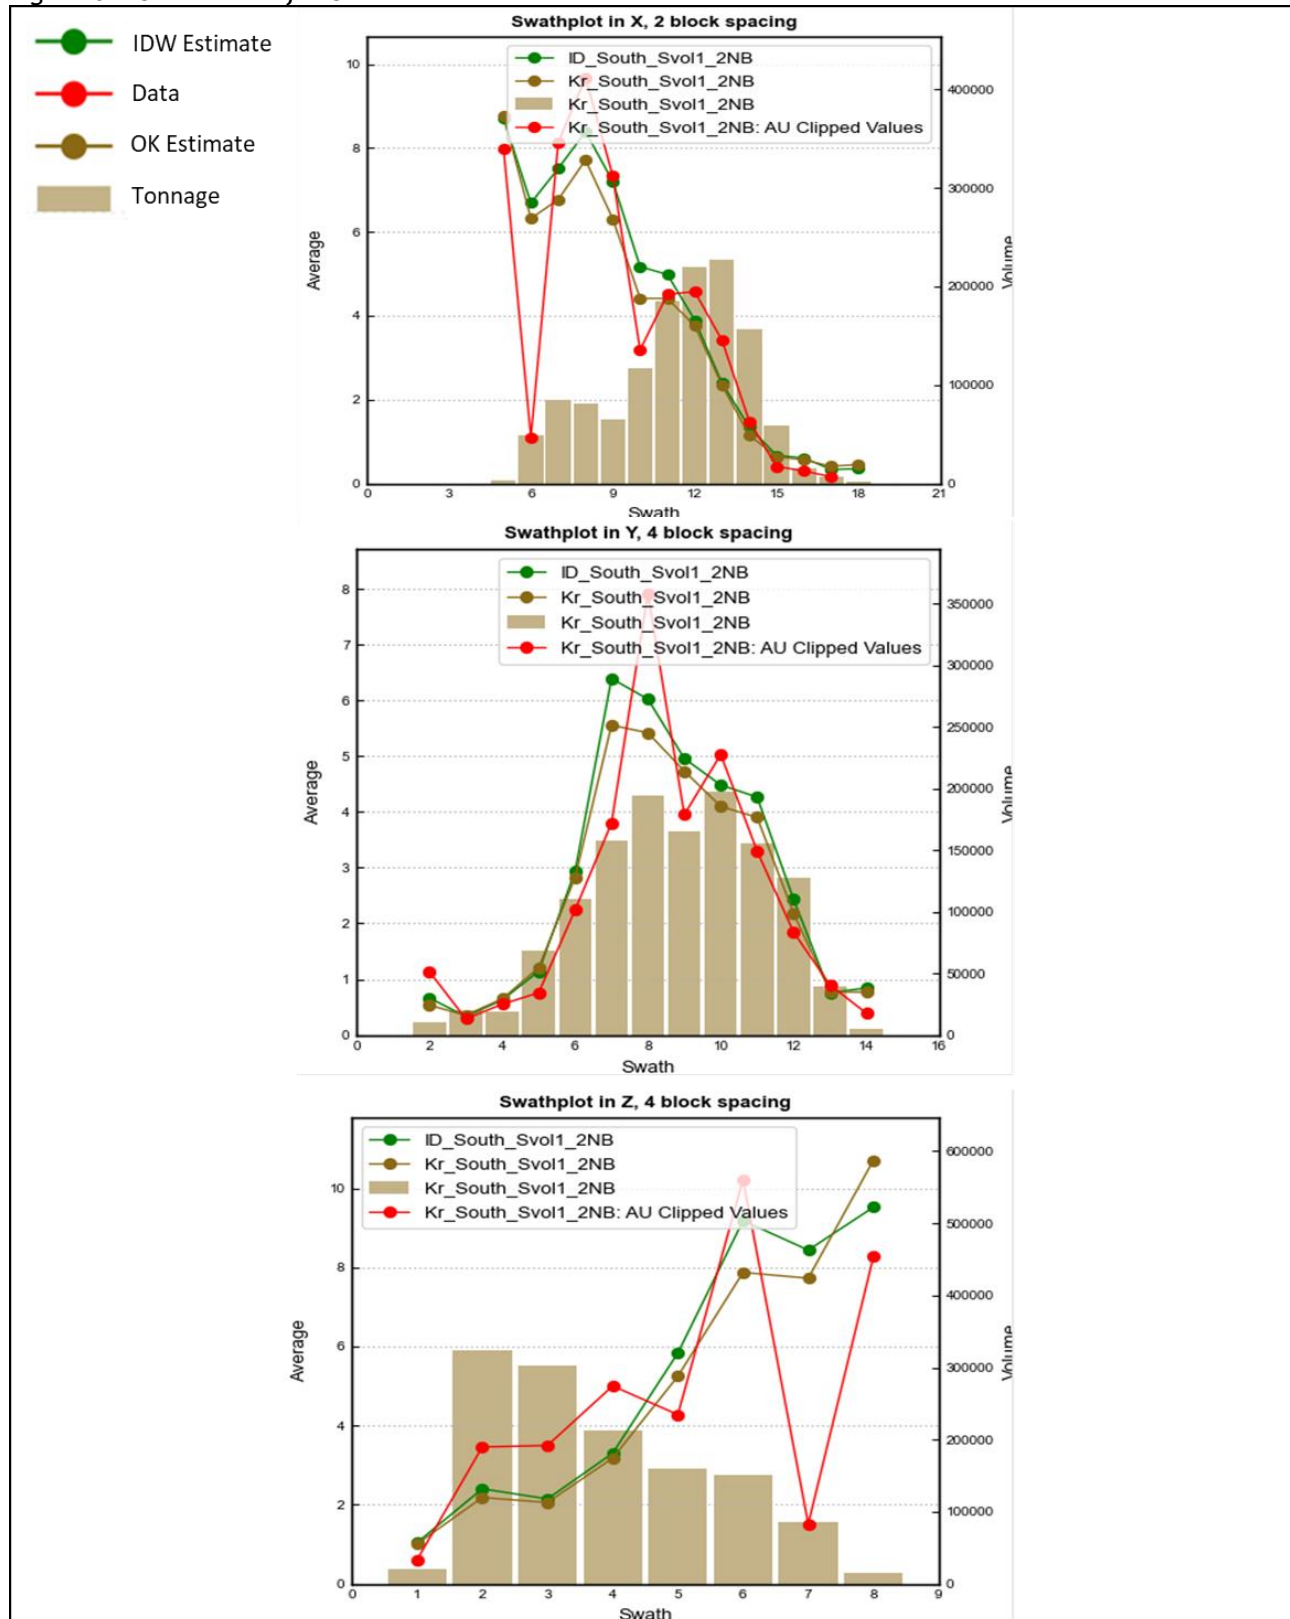 IDW Estimate
Data
OK Estimate
Tonnage
Swathplot in X, 2 block spacing
ID_South_Svol1_2NB
Kr_South_Svol1_2NB
Kr_South_Svol1_2NB
Kr_South_Svol1_2NB: AU Clipped Values
10
8
6
4
2
0
400000
300000
200000
100000
0
Average
Volume
0 3 6 9 12 15 18 21
Swath
Swathplot in Y, 4 block spacing
ID_South_Svol1_2NB
Kr_South_Svol1_2NB
Kr_South_Svol1_2NB
Kr_South_Svol1_2NB: AU Clipped Values
8
7
6
5
4
3
2
1
0
350000
300000
250000
200000
150000
100000
50000
0
Average
Volume
0 2 4 6 8 10 12 14 16
Swath
Swathplot in Z, 4 block spacing
ID_South_Svol1_2NB
Kr_South_Svol1_2NB
Kr_South_Svol1_2NB
Kr_South_Svol1_2NB: AU Clipped Values
10
8
6
4
2
0
600000
500000
400000
300000
200000
100000
0
Average
Volume
0 1 2 3 4 5 6 7 8 9
Swath